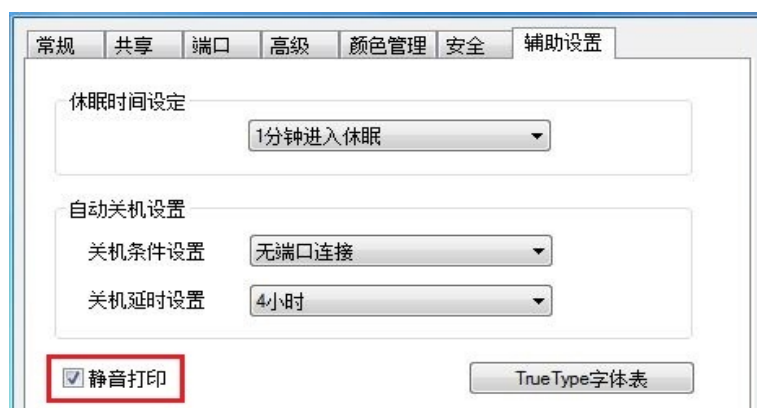 常规 共享 端口 高级 颜色管理 安全 辅助设置
休眠时间设定
1分钟进入休眠
自动关机设置
关机条件设置 无端口连接
关机延时设置 4小时
静音打印 TrueType字体表